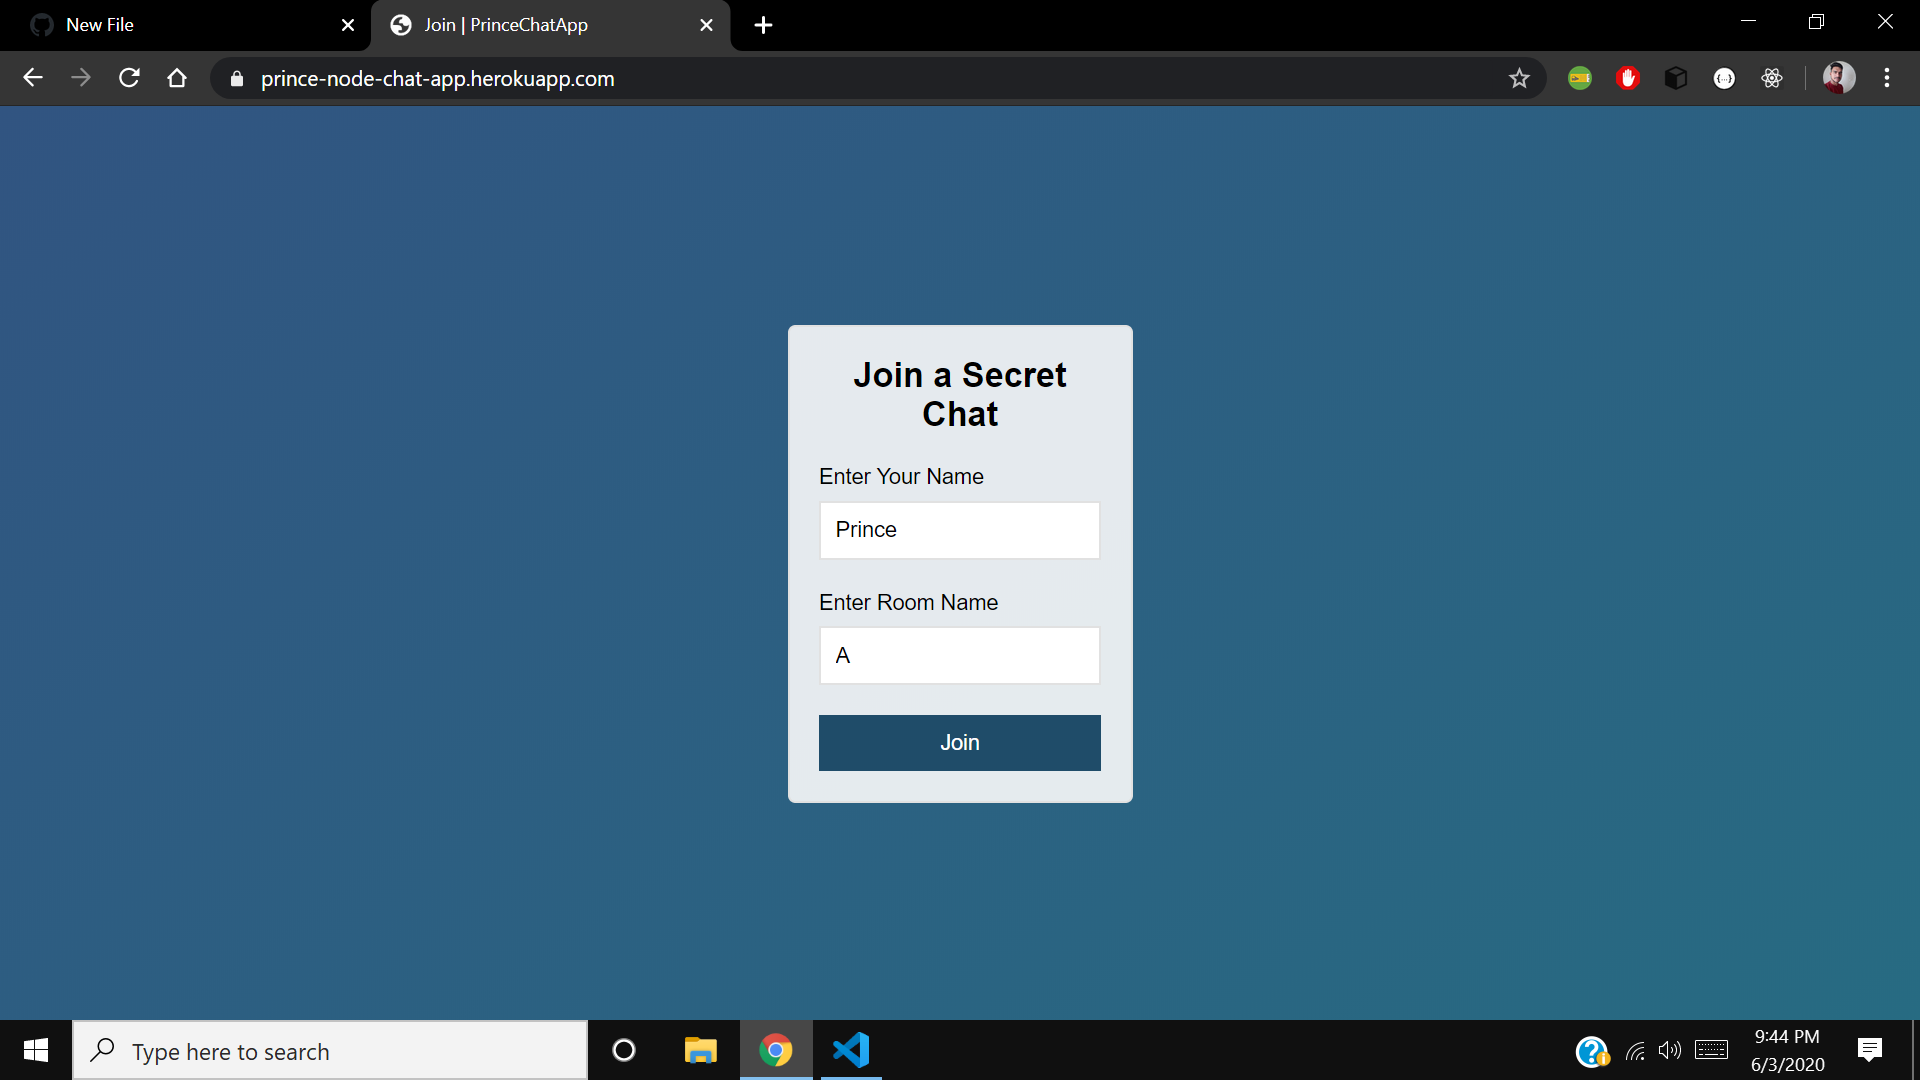 New File
Join | PrinceChatApp
prince-node-chat-app.herokuapp.com
Join a Secret
Chat
Enter Your Name
Prince
Enter Room Name
A
Join
Type here to search
9:44 PM
6/3/2020